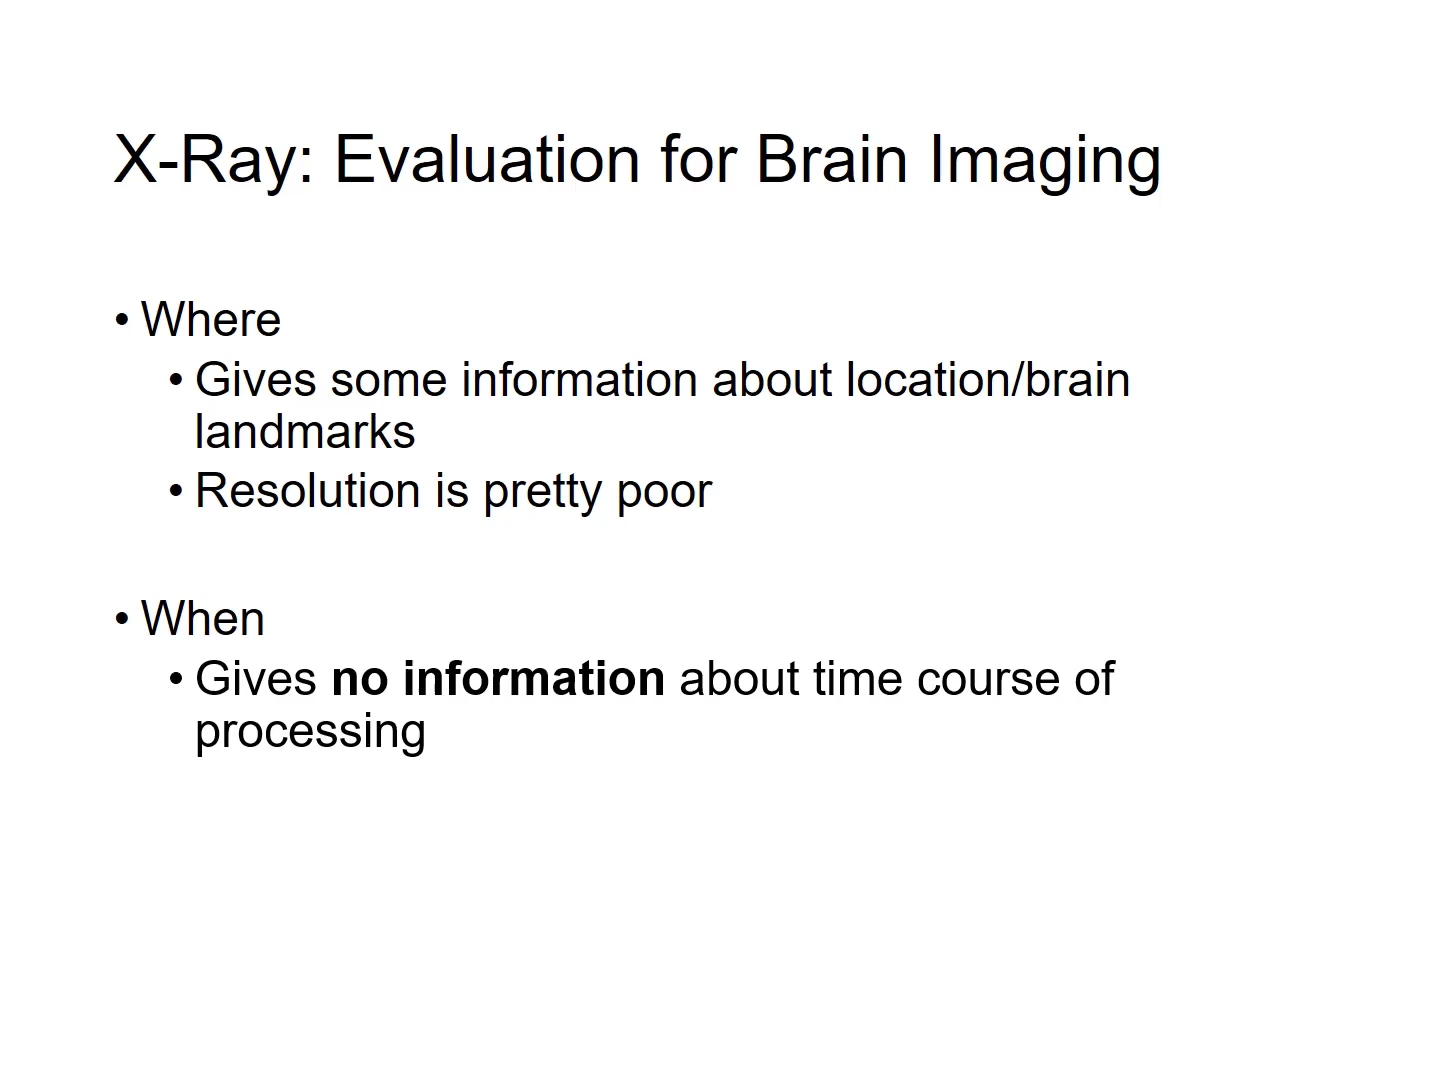 X-Ray: Evaluation for Brain Imaging
• Where
• Gives some information about location/brain
landmarks
• Resolution is pretty poor
• When
• Gives no information about time course of
processing